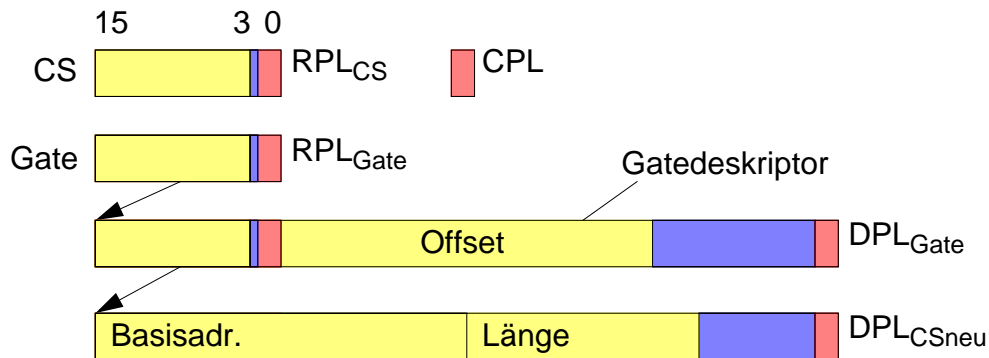 15 3 0
CS RPLCS CPL
Gate RPLGate
Gatedeskriptor
Offset DPLGate
Basisadr. Länge DPLCSneu